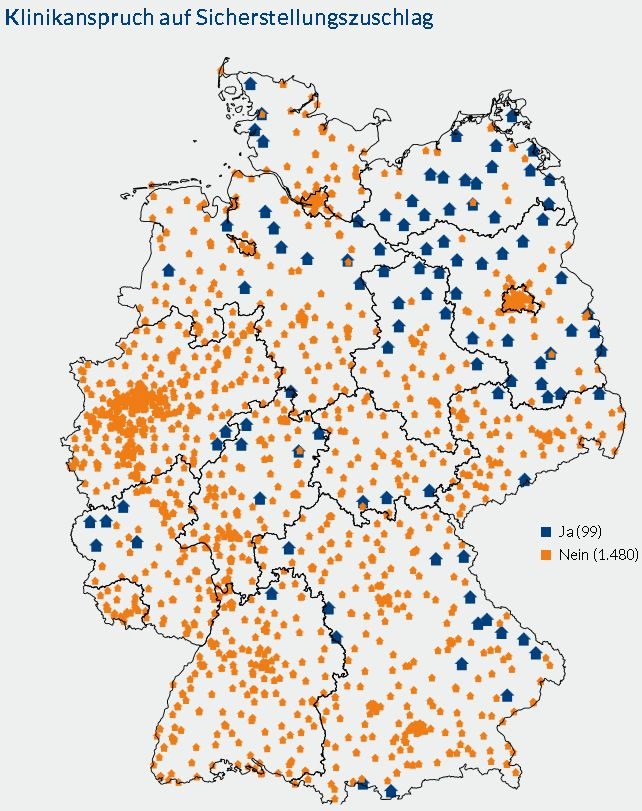 Klinikanspruch auf Sicherstellungszuschlag
Ja (99)
Nein (1.480)